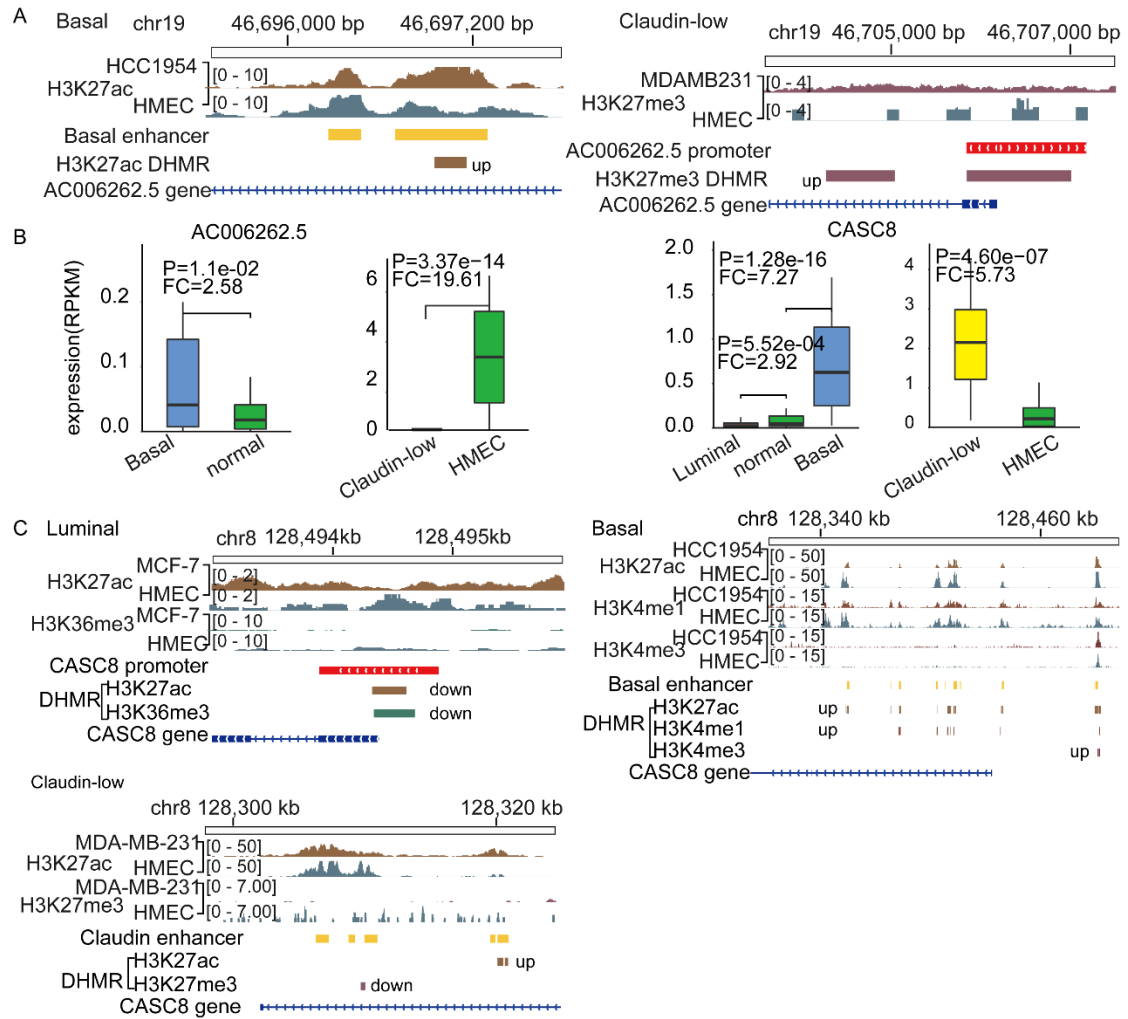 A
Basal
chr19
46,696,000 bp
46,697,200 bp
HCC1954
[0 - 10]
H3K27ac
HMEC
[0 - 10]
Basal enhancer
H3K27ac DHMR
up
AC006262.5 gene
Claudin-low
chr19
46,705,000 bp
46,707,000 bp
MDAMB231
[0 - 4]
H3K27me3
HMEC
[0 - 4]
AC006262.5 promoter
up
H3K27me3 DHMR
AC006262.5 gene
B
AC006262.5
expression(RPKM)
0.2
0.1
0.0
P=1.1e-02
FC=2.58
Basal
normal
6
4
2
0
P=3.37e−14
FC=19.61
Claudin-low
HMEC
CASC8
2.0
1.5
1.0
0.5
0.0
P=1.28e-16
FC=7.27
P=5.52e-04
FC=2.92
Luminal
normal
Basal
4
3
2
1
0
P=4.60e−07
FC=5.73
Claudin-low
HMEC
C
Luminal
chr8
128,494kb
128,495kb
MCF-7
[0 - 2]
H3K27ac
HMEC
[0 - 2]
MCF-7
[0 - 10
H3K36me3
HMEC
[0 - 10]
CASC8 promoter
DHMR
H3K27ac
down
H3K36me3
down
CASC8 gene
Basal
chr8
128,340 kb
128,460 kb
HCC1954
[0 - 50]
H3K27ac
HMEC
[0 - 50]
HCC1954
[0 - 15]
H3K4me1
HMEC
[0 - 15]
HCC1954
[0 - 15]
H3K4me3
HMEC
[0 - 15]
Basal enhancer
DHMR
H3K27ac
up
H3K4me1
up
H3K4me3
up
CASC8 gene
Claudin-low
chr8
128,300 kb
128,320 kb
MDA-MB-231
[0 - 50]
H3K27ac
HMEC
[0 - 50]
MDA-MB-231
[0 - 7.00]
H3K27me3
HMEC
[0 - 7.00]
Claudin enhancer
DHMR
H3K27ac
up
H3K27me3
down
CASC8 gene